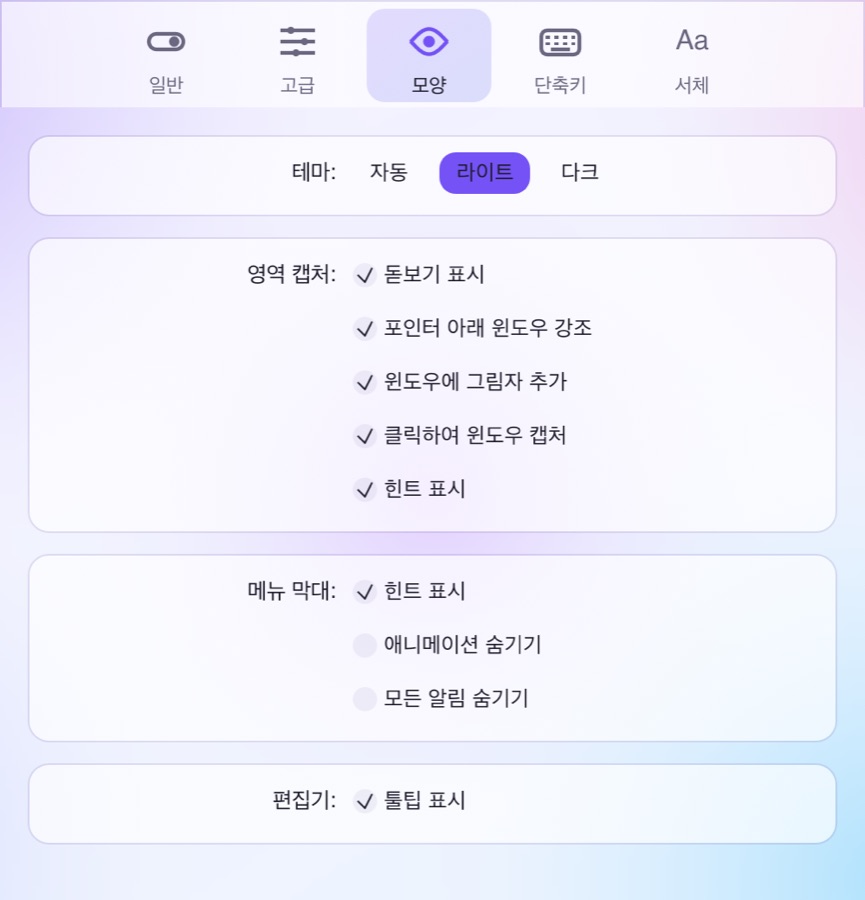 Aa
일반 고급 모양 단축키 서체
테마: 자동 라이트 다크
영역 캡처: 돋보기 표시
포인터 아래 윈도우 강조
윈도우에 그림자 추가
클릭하여 윈도우 캡처
힌트 표시
메뉴 막대: 힌트 표시
애니메이션 숨기기
모든 알림 숨기기
편집기: 툴팁 표시